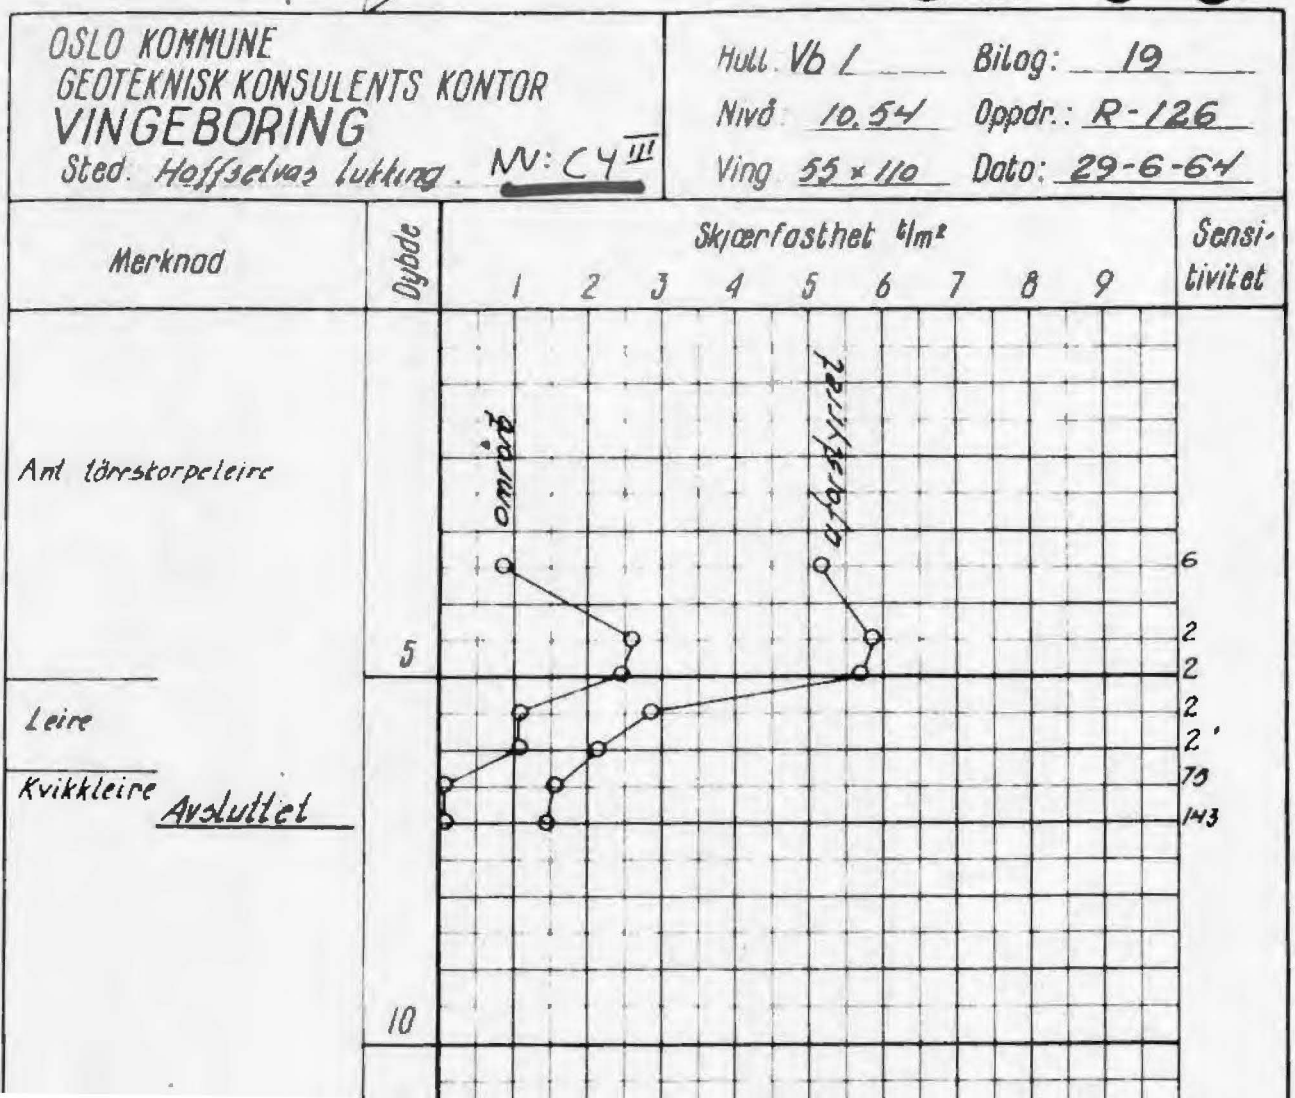 OSLO KOMMUNE
GEOTEKNISK KONSULENTS KONTOR
VINGEBORING
Sted: Hoffselvas lukking. NV: C4 III
Hull: Vb 1 Bilag: 19
Nivå: 10.54 Oppdr.: R-126
Ving 55 x 110 Dato: 29-6-64
Merknad
Dybde
Skjærfasthet t/m²
1 2 3 4 5 6 7 8 9
Sensi-
tivitet
omrørt
uforstyrret
Ant törrskorpeleire
6
2
5
2
Leire
2
2
Kvikkleire
Avsluttet
143
10